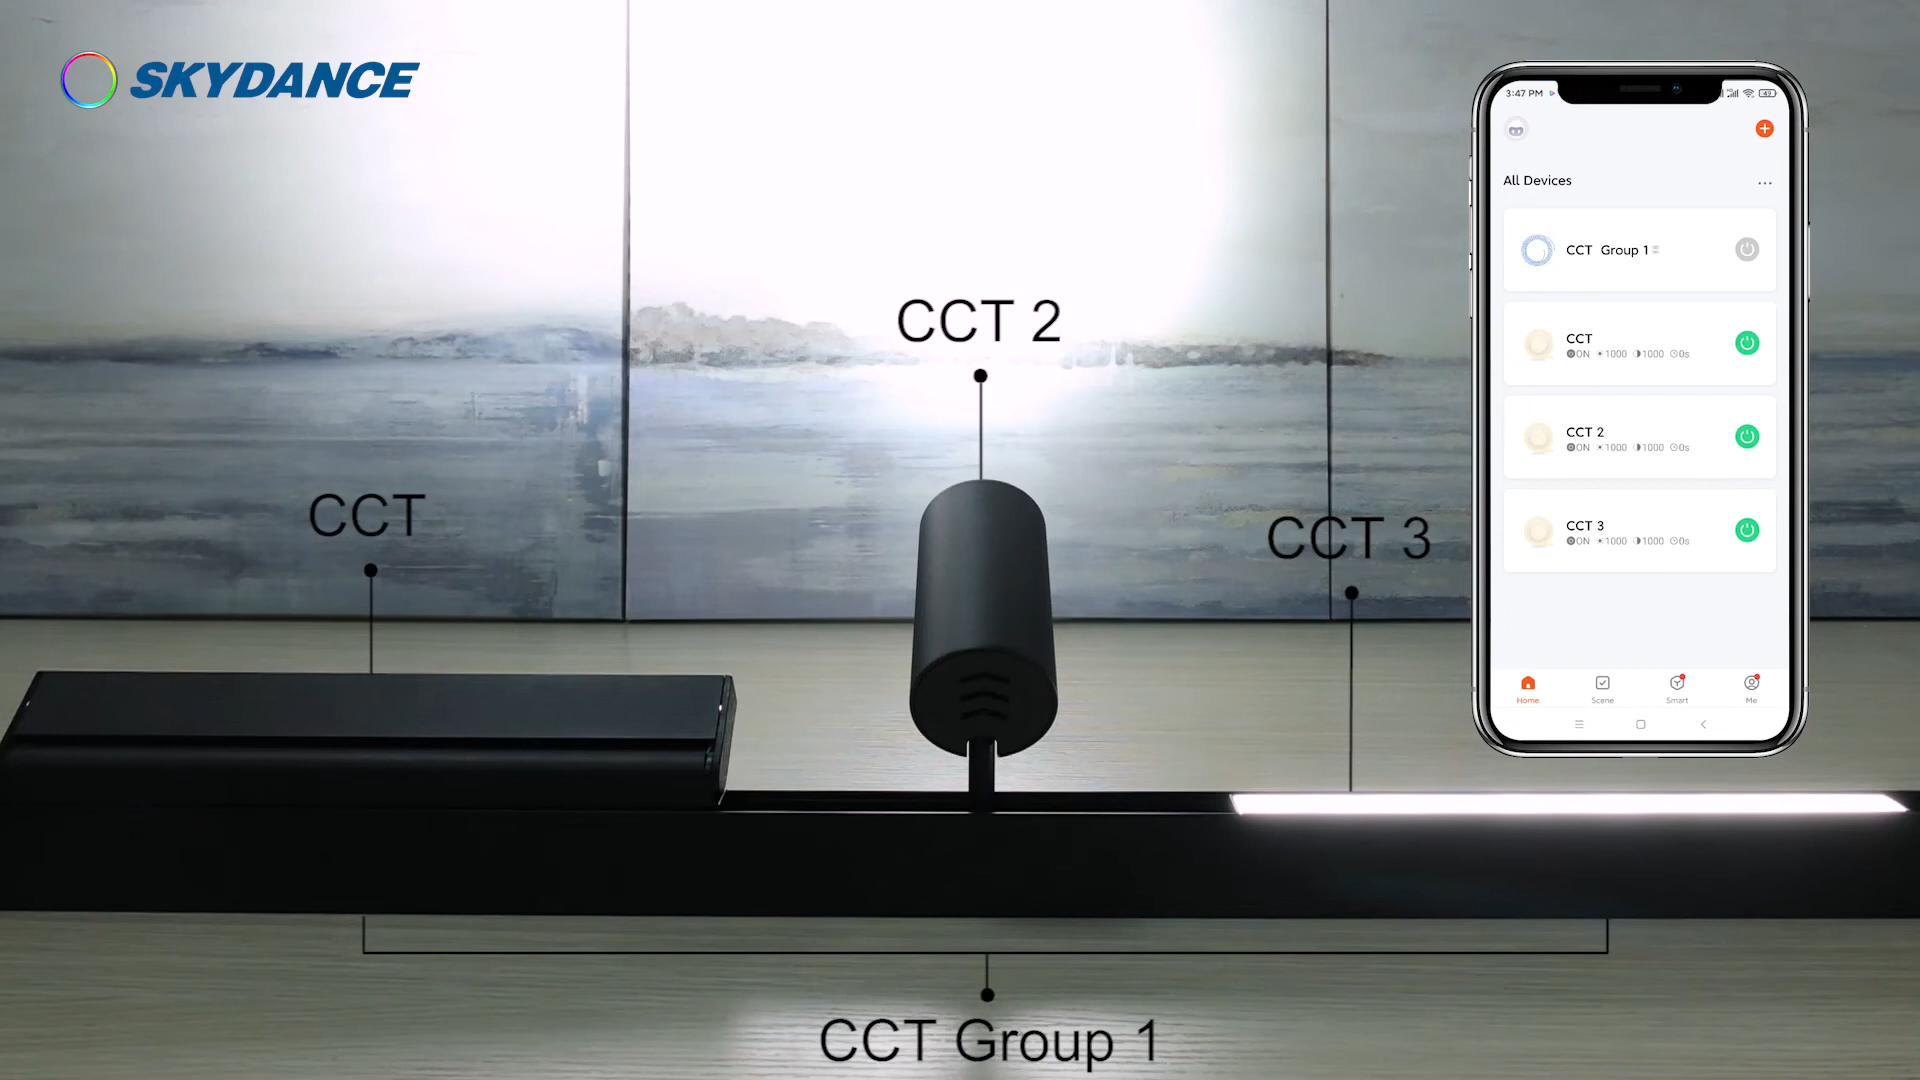 SKYDANCE
CCT 2
CCT
CCT 3
CCT Group 1
3:47 PM
49
All Devices
...
CCT Group 1
CCT
ON 1000 1000 0s
CCT 2
ON 1000 1000 0s
CCT 3
ON 1000 1000 0s
Home Scene Smart Me